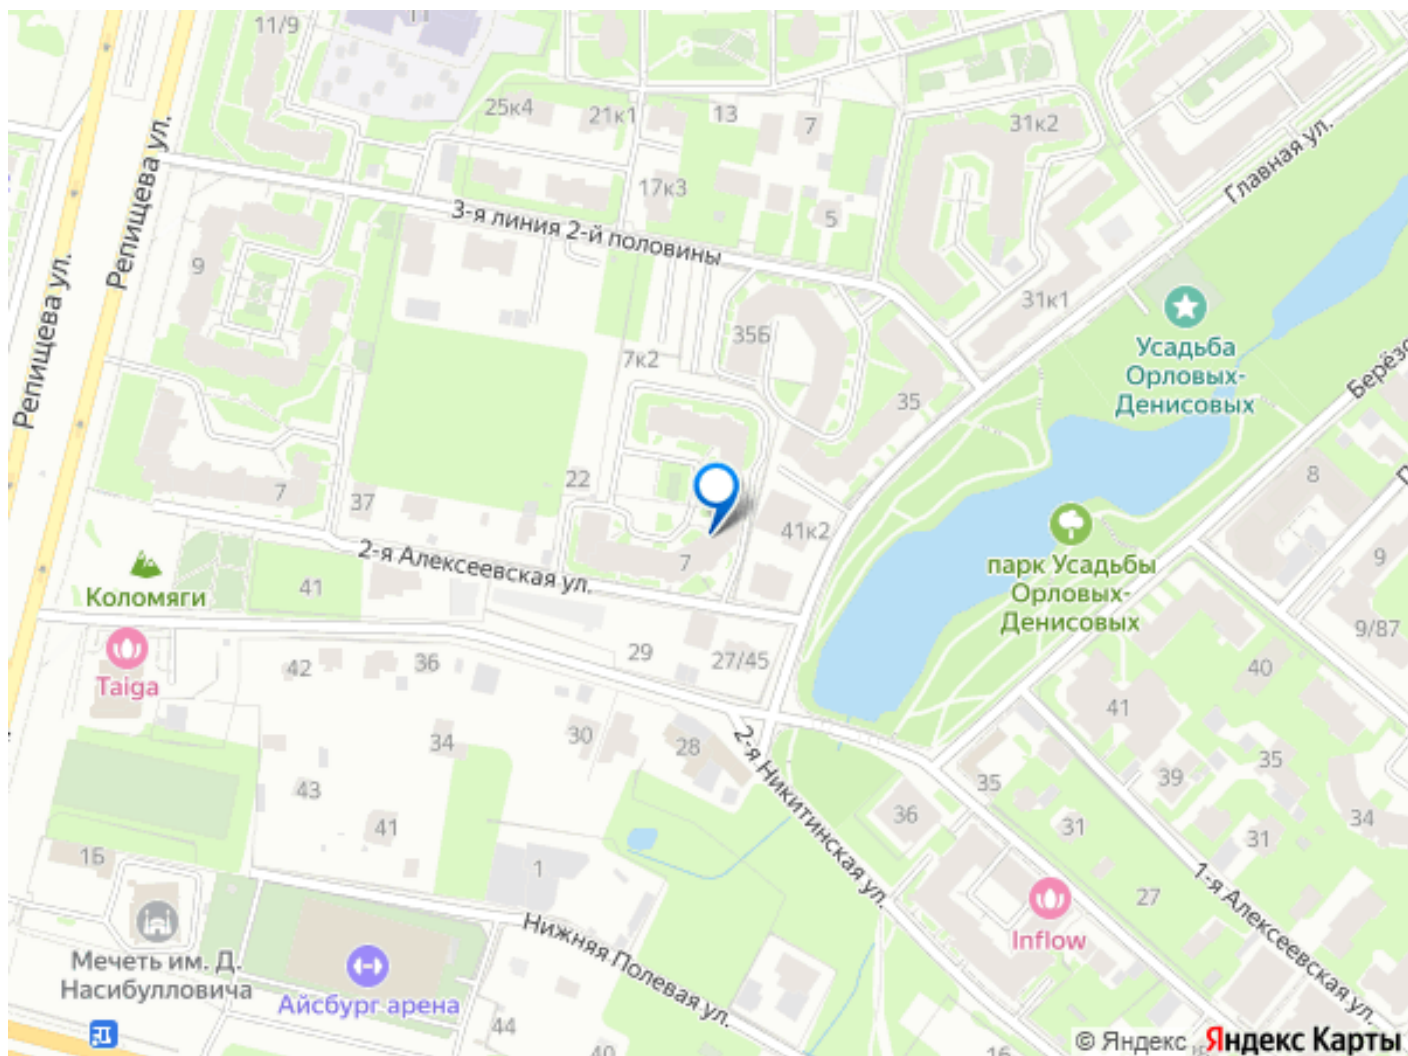 11/9
25к4
21к1
13
7
31к2
Главная ул.
Репищева ул.
17к3
3-я линия 2-й половины
5
9
31к1
Усадьба
Орловых-
Денисовых
Репищева ул.
35Б
7к2
35
22
7
37
41к2
8
2-я Алексеевская ул.
7
парк Усадьбы
Орловых-
Денисовых
9
Коломяги
41
9/87
Taiga
42
36
29
27/45
40
41
34
30
28
2-я Никитинская ул.
35
39
35
43
41
36
31
31
34
1Б
1
27
1-я Алексеевская ул.
Inflow
Мечеть им. Д.
Насибулловича
Айсбург арена
Нижняя Полевая ул.
44
40
16
© Яндекс Яндекс Карты